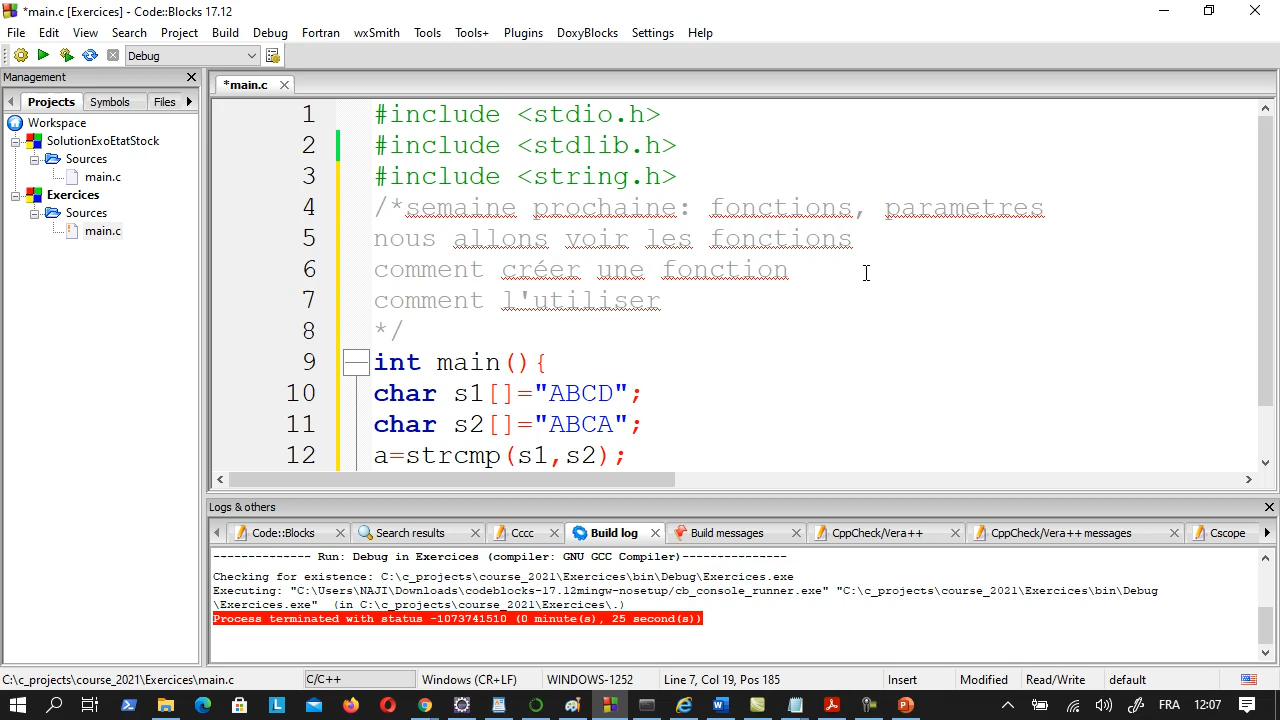 *main.c [Exercices] - Code::Blocks 17.12
File Edit View Search Project Build Debug Fortran wxSmith Tools Tools+ Plugins DoxyBlocks Settings Help
Debug
Management
*main.c
Projects Symbols Files
Workspace
SolutionExoEtatStock
Sources
main.c
Exercices
Sources
main.c
1 #include <stdio.h>
2 #include <stdlib.h>
3 #include <string.h>
4 /*semaine prochaine: fonctions, parametres
5 nous allons voir les fonctions
6 comment créer une fonction
7 comment l'utiliser
8 */
9 int main(){
10 char s1[]="ABCD";
11 char s2[]="ABCA";
12 a=strcmp(s1,s2);
Logs & others
Code::Blocks Search results Cccc Build log Build messages CppCheck/Vera++ CppCheck/Vera++ messages Cscope
-------------- Run: Debug in Exercices (compiler: GNU GCC Compiler)---------------
Checking for existence: C:\c_projects\course_2021\Exercices\bin\Debug\Exercices.exe
Executing: "C:\Users\NAJI\Downloads\codeblocks-17.12mingw-nosetup/cb_console_runner.exe" "C:\c_projects\course_2021\Exercices\bin\Debug
\Exercices.exe"  (in C:\c_projects\course_2021\Exercices\.)
Process terminated with status -1073741510 (0 minute(s), 25 second(s))
C:\c_projects\course_2021\Exercices\main.c C/C++ Windows (CR+LF) WINDOWS-1252 Line 7, Col 19, Pos 185 Insert Modified Read/Write default
FRA 12:07